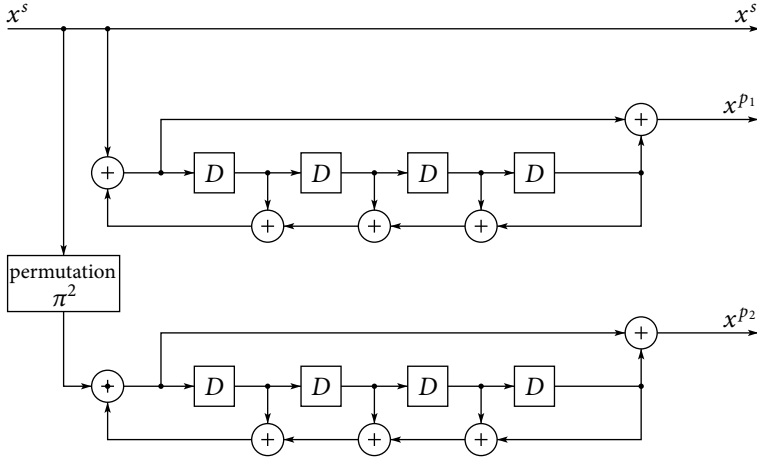 x^s x^s
x^{p_1}
+
+ D D D D
+ + +
permutation
π^2
x^{p_2}
+
+ D D D D
+ + +